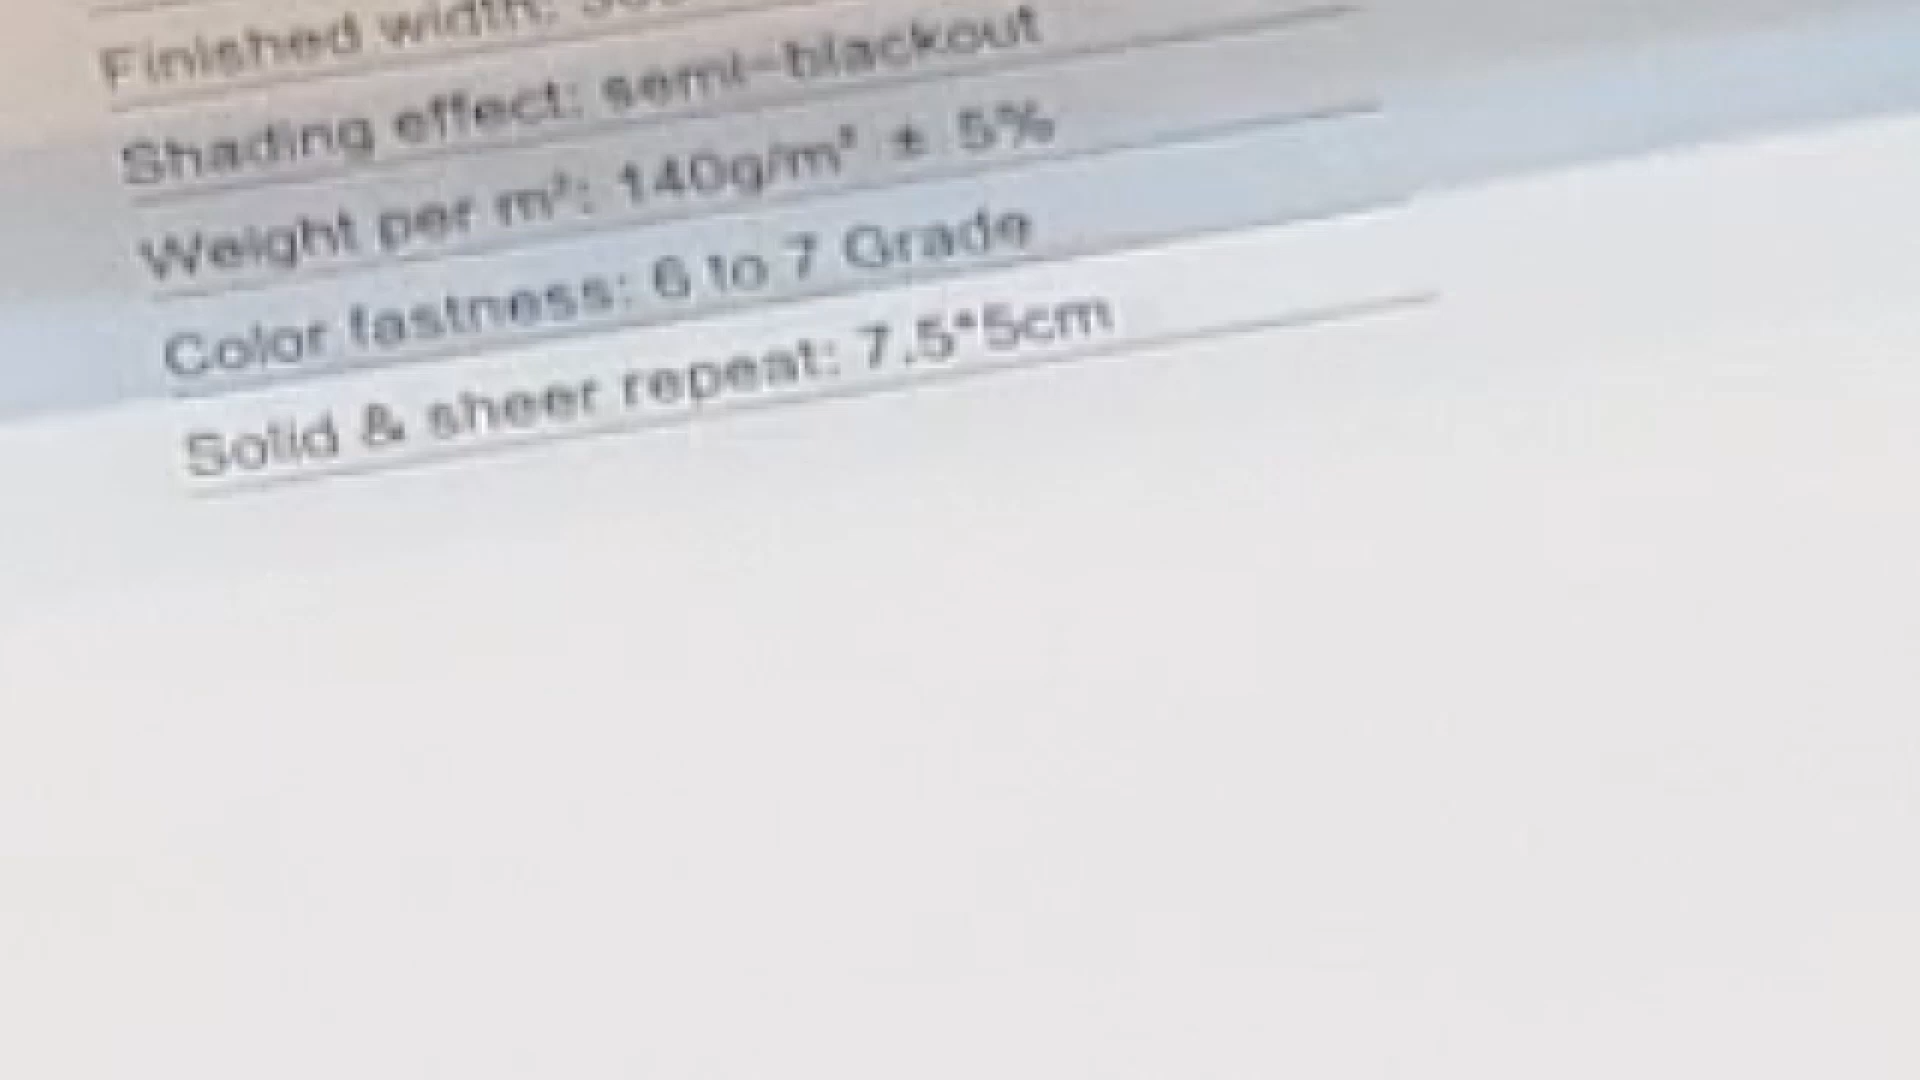 Finished width:
Shading effect: semi-blackout
Weight per m²: 140g/m² ± 5%
Color fastness: 6 to 7 Grade
Solid & sheer repeat: 7.5*5cm